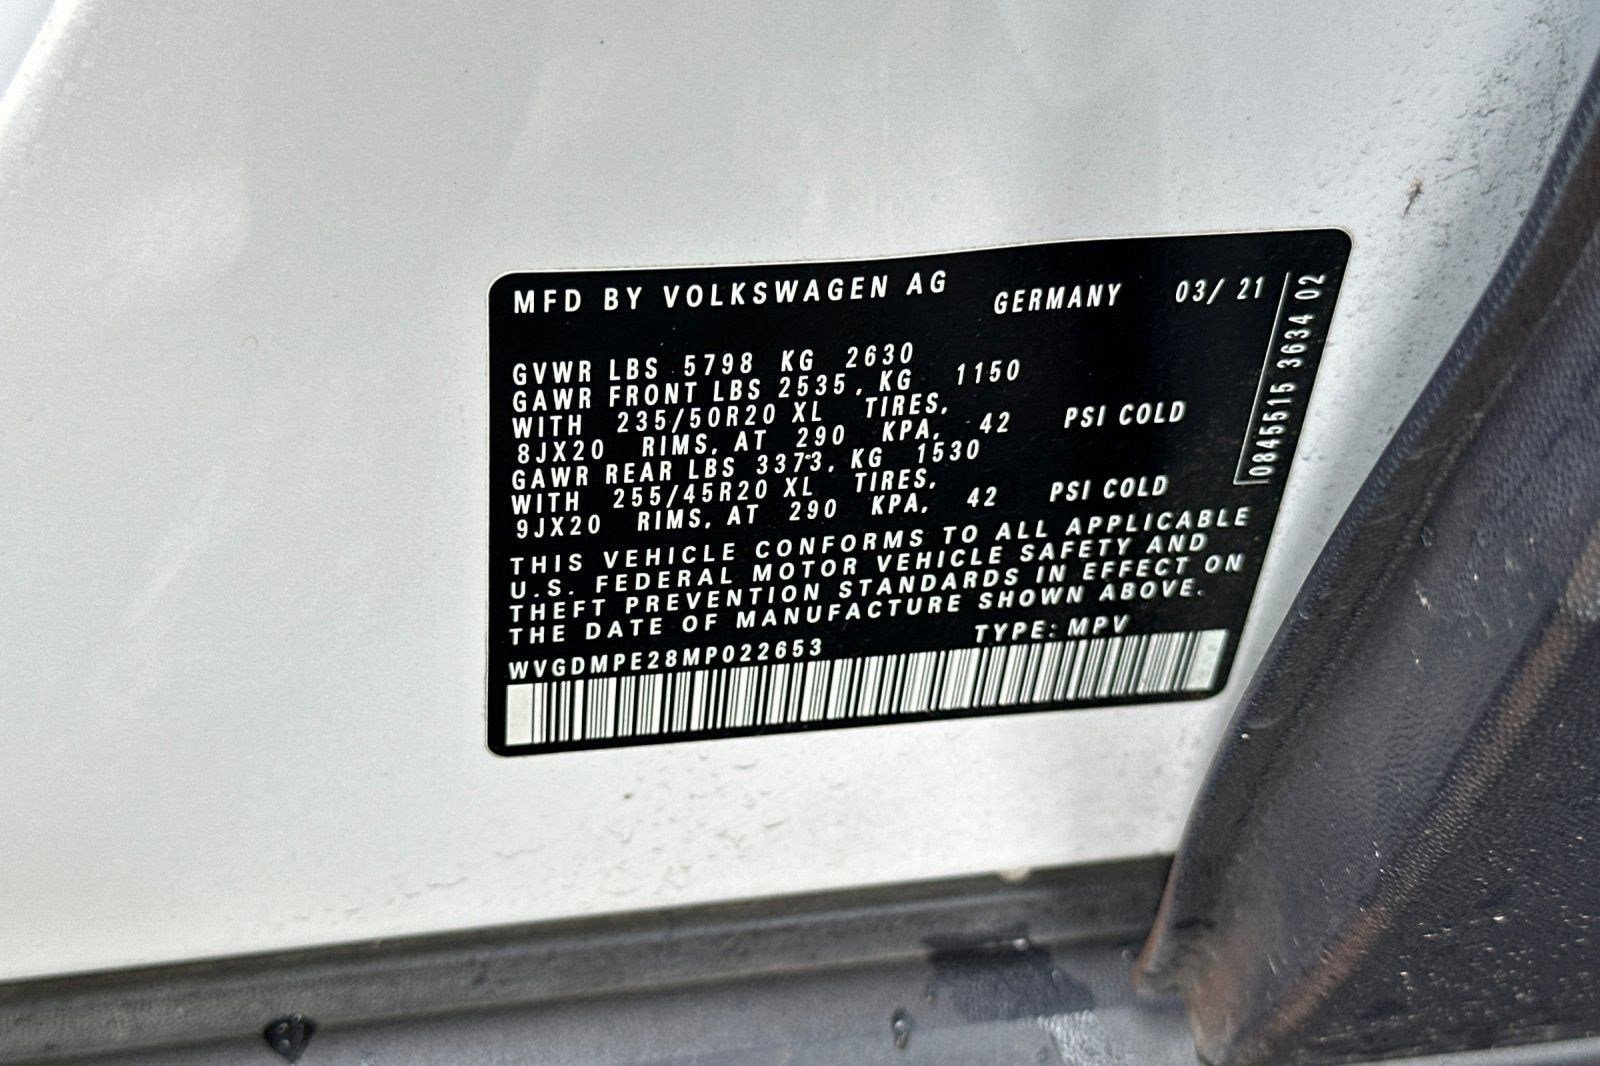 MFD BY VOLKSWAGEN AG GERMANY 03/ 21
GVWR LBS 5798 KG 2630
GAWR FRONT LBS 2535, KG 1150
WITH 235/50R20 XL TIRES,
8JX20 RIMS, AT 290 KPA, 42 PSI COLD
GAWR REAR LBS 3373, KG 1530
WITH 255/45R20 XL TIRES,
9JX20 RIMS, AT 290 KPA, 42 PSI COLD
THIS VEHICLE CONFORMS TO ALL APPLICABLE
U.S. FEDERAL MOTOR VEHICLE SAFETY AND
THEFT PREVENTION STANDARDS IN EFFECT ON
THE DATE OF MANUFACTURE SHOWN ABOVE.
WVGDMPE28MP022653 TYPE: MPV
0845515 3634 02